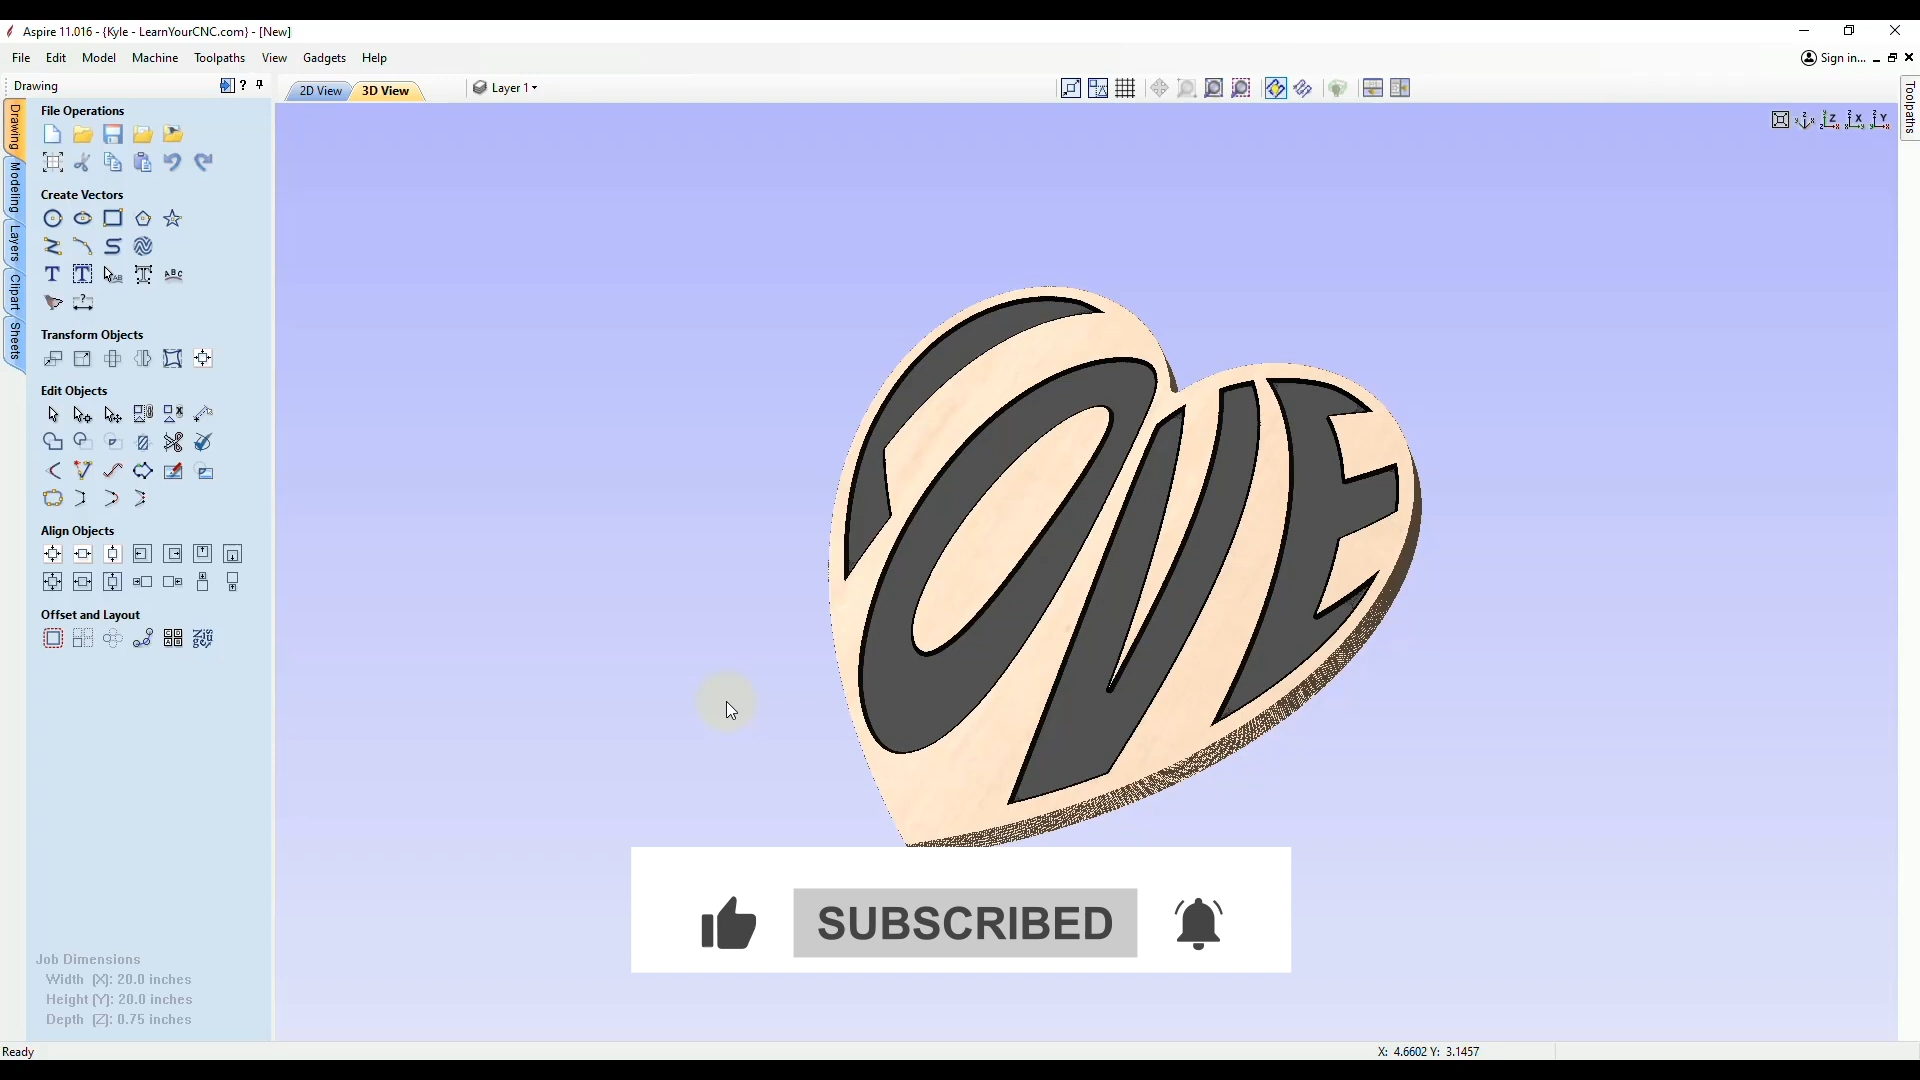 Aspire 11.016 - {Kyle - LearnYourCNC.com} - [New]
File Edit Model Machine Toolpaths View Gadgets Help
Sign in...
Drawing
2D View 3D View Layer 1
Toolpaths
Drawing
Modeling
Layers
Clipart
Sheets
File Operations
Create Vectors
Transform Objects
Edit Objects
Align Objects
Offset and Layout
LOVE
SUBSCRIBED
Job Dimensions
Width (X): 20.0 inches
Height (Y): 20.0 inches
Depth (Z): 0.75 inches
Ready
X: 4.6602 Y: 3.1457